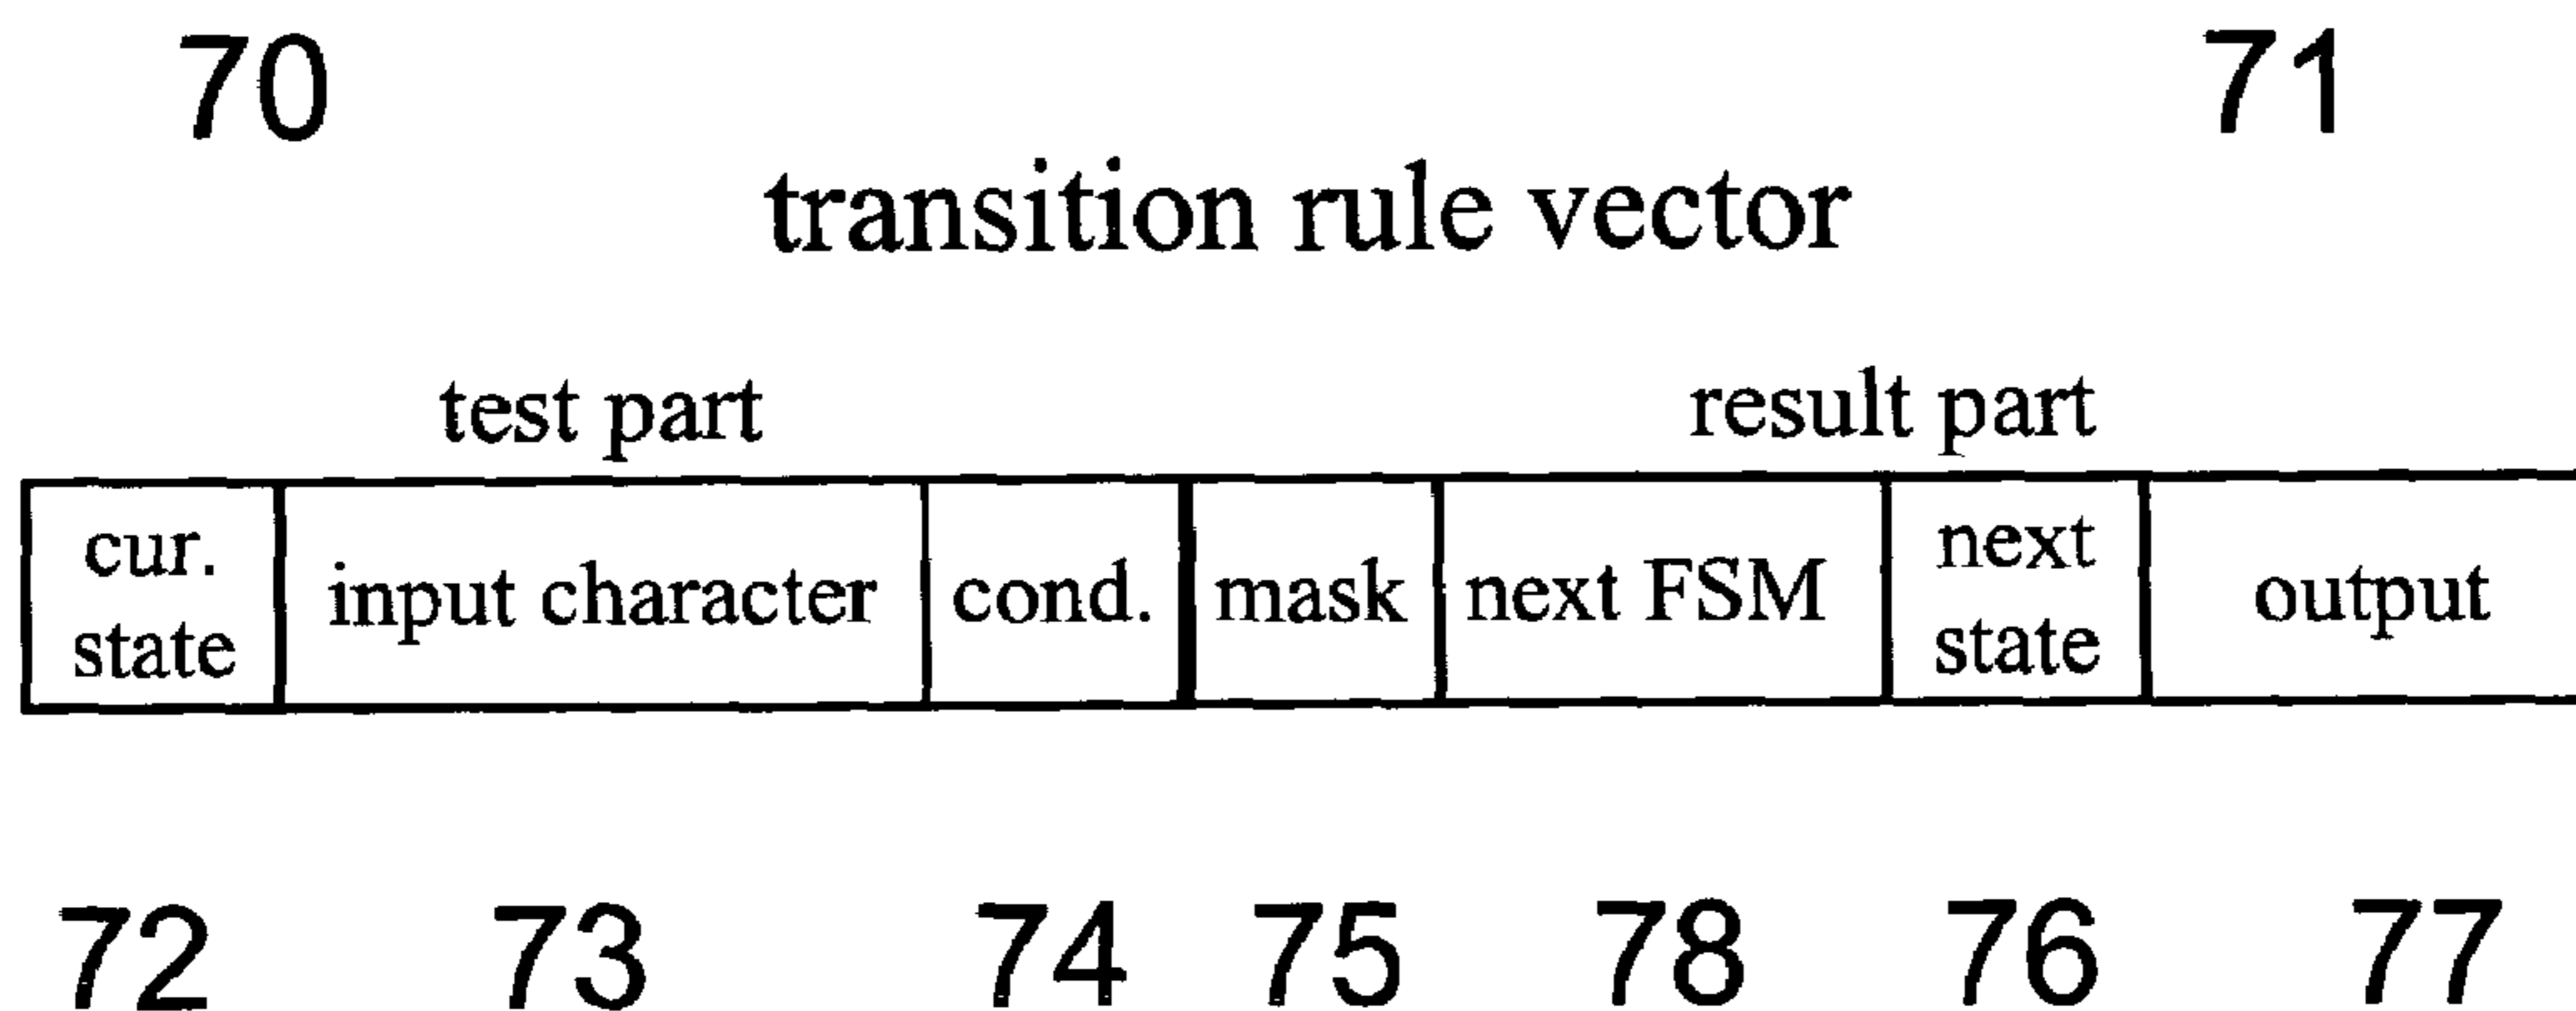 70 71
transition rule vector
test part result part
cur. state input character cond. mask next FSM next state output
72 73 74 75 78 76 77